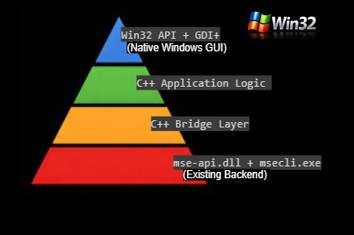 Win32
Win32 API + GDI+
(Native Windows GUI)
C++ Application Logic
C++ Bridge Layer
mse-api.dll + msecli.exe
(Existing Backend)